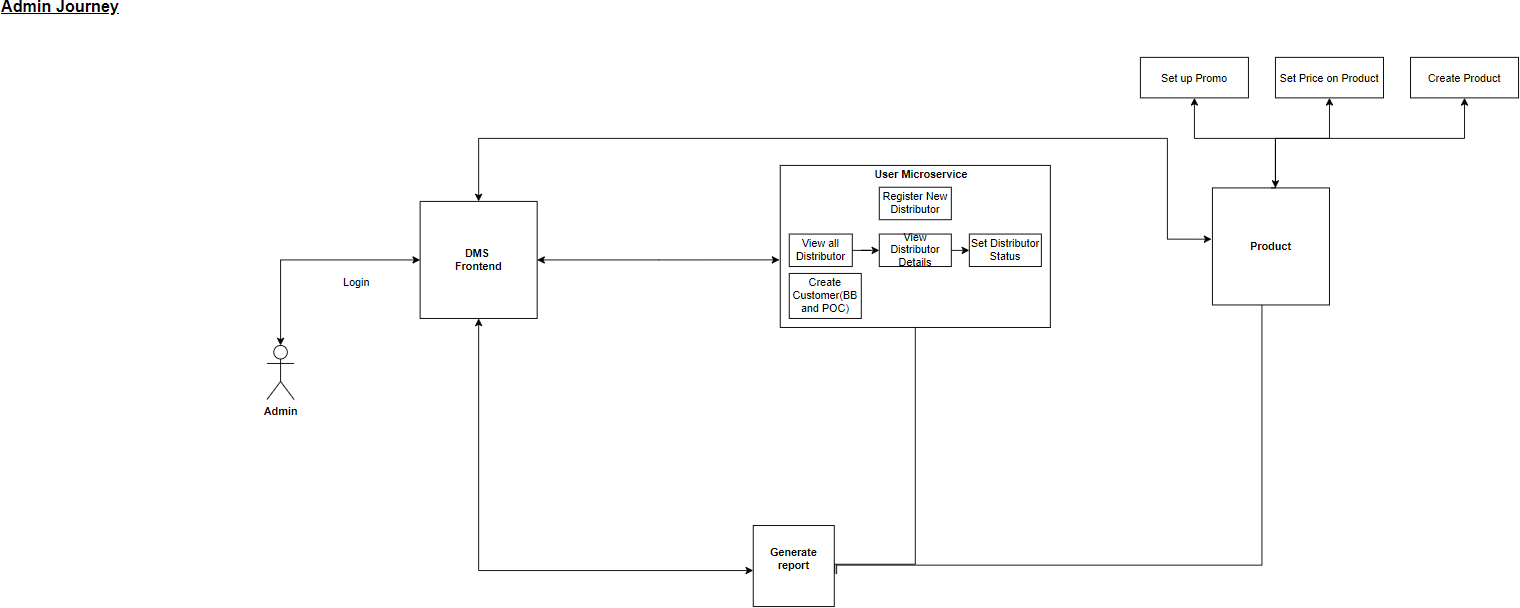 Admin Journey
Set up Promo
Set Price on Product
Create Product
User Microservice
Register New
Distributor
DMS
Frontend
View all
Distributor
View
Distributor
Details
Set Distributor
Status
Product
Login
Create
Customer(BB
and POC)
Admin
Generate
report